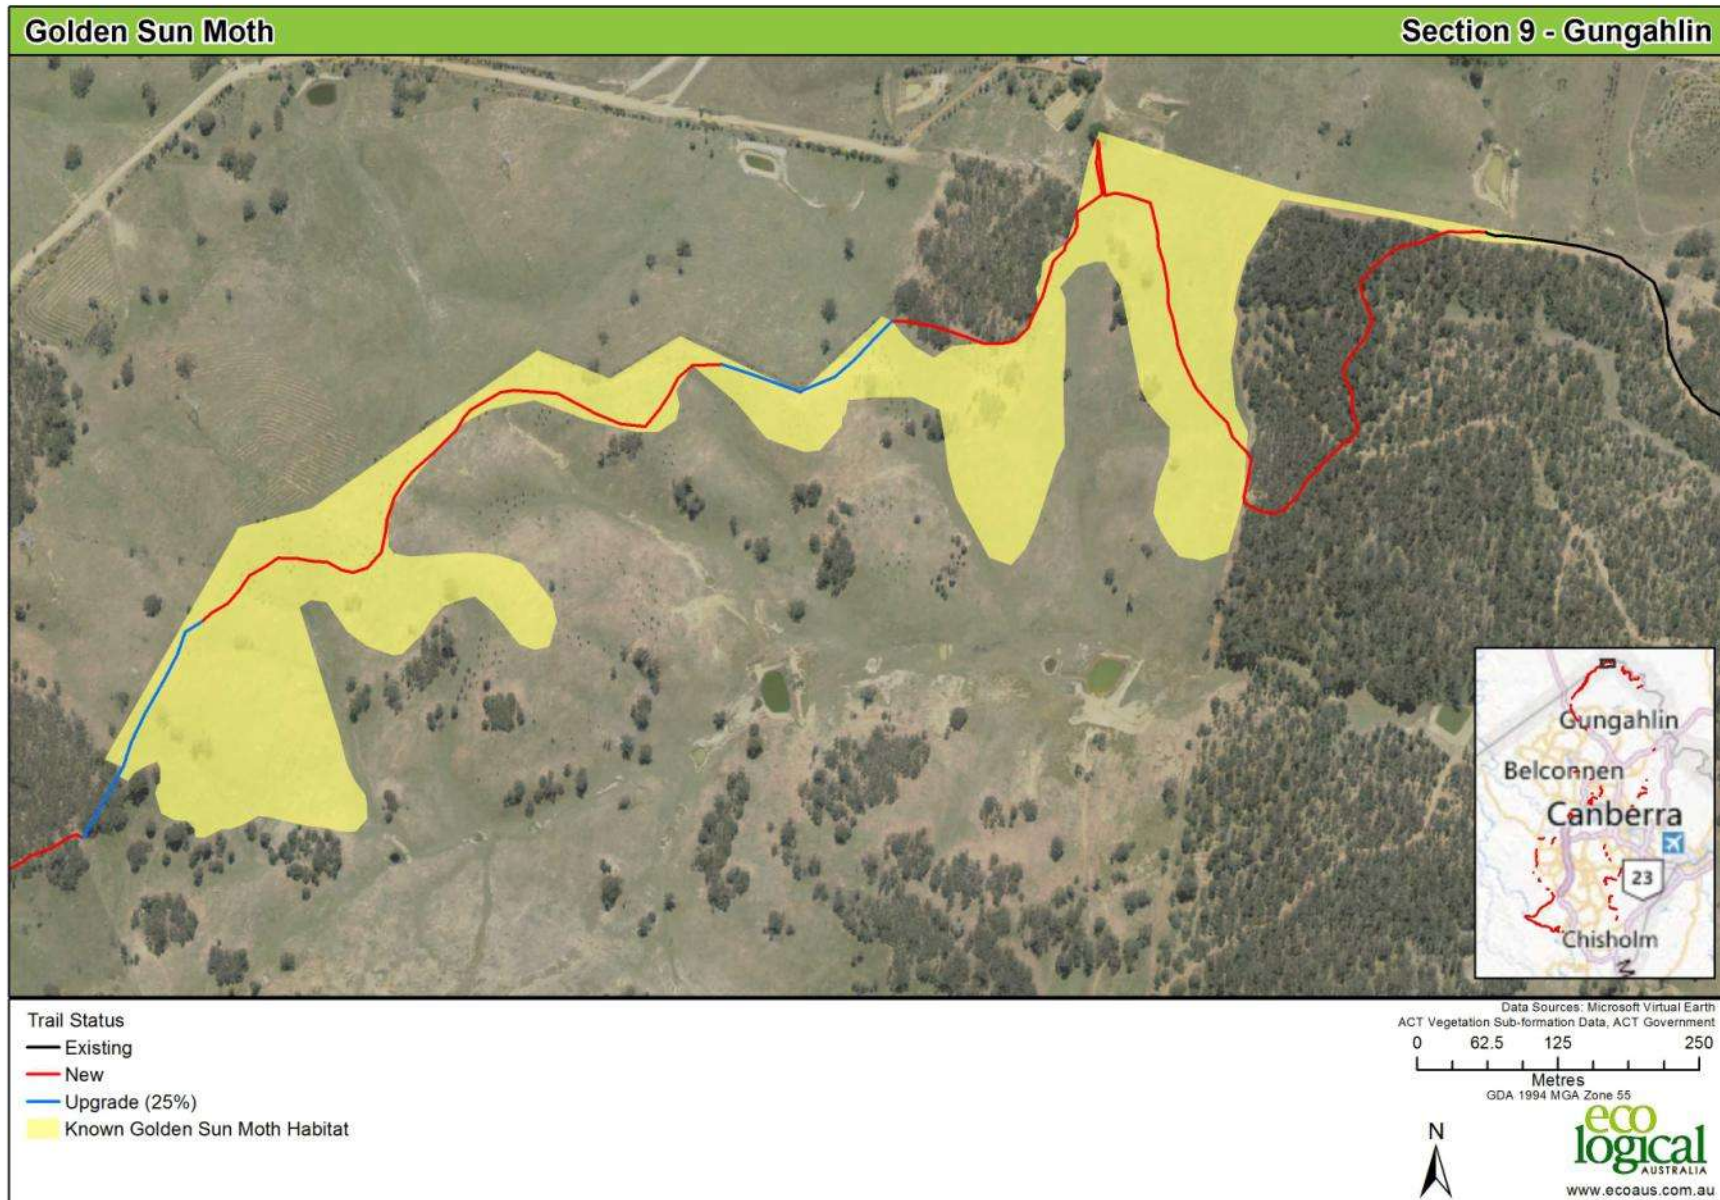 Golden Sun Moth
Section 9 - Gungahlin
Gungahlin
Belconnen
Canberra
23
Chisholm
M
Trail Status
Existing
New
Upgrade (25%)
Known Golden Sun Moth Habitat
Data Sources: Microsoft Virtual Earth
ACT Vegetation Sub-formation Data, ACT Government
0 62.5 125 250
Metres
GDA 1994 MGA Zone 55
N
eco
logical
AUSTRALIA
www.ecoaus.com.au